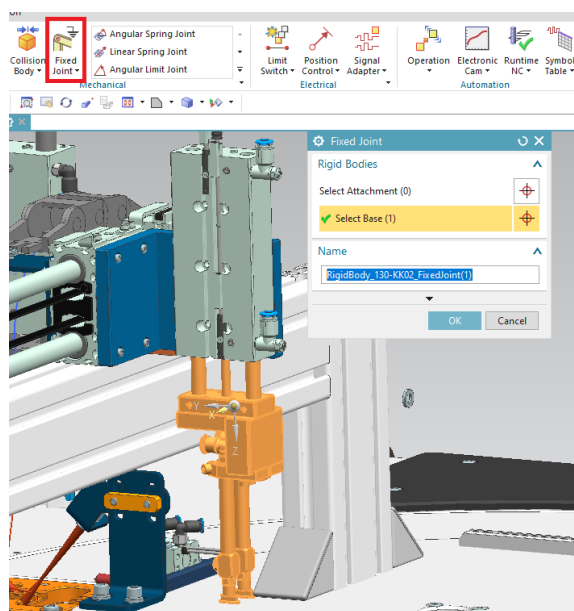 Collision
Body
Fixed
Joint
Angular Spring Joint
Linear Spring Joint
Angular Limit Joint
Mechanical
Limit
Switch
Position
Control
Signal
Adapter
Electrical
Operation
Electronic
Cam
Runtime
NC
Symbol
Table
Automation
Fixed Joint
Rigid Bodies
Select Attachment (0)
Select Base (1)
Name
RigidBody_130-KK02_FixedJoint(1)
OK
Cancel
Y
X
Z